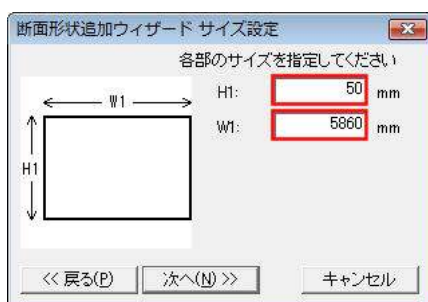 断面形状追加ウィザード サイズ設定
各部のサイズを指定してください
W1
H1
H1: 50 mm
W1: 5860 mm
<< 戻る(P) 次へ(N) >> キャンセル